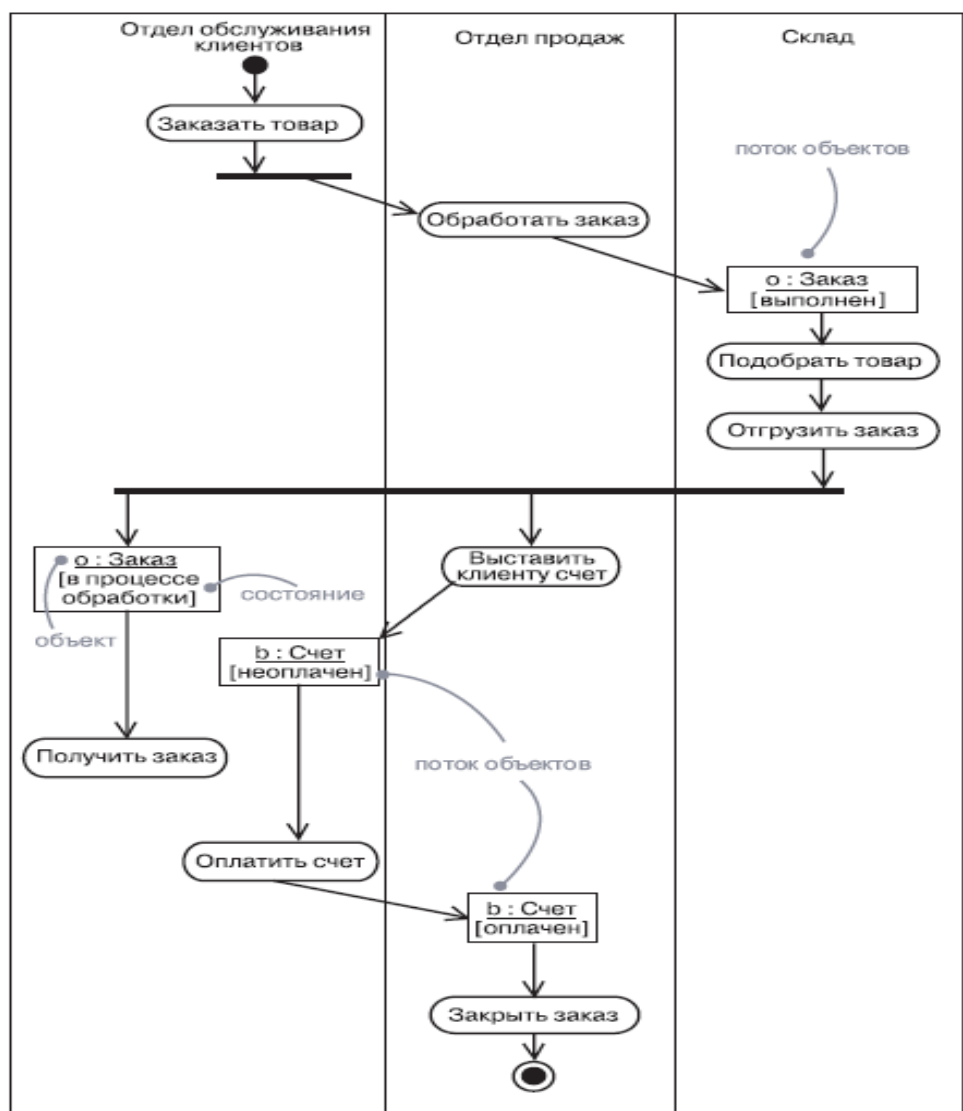 Отдел обслуживания
клиентов
Отдел продаж
Склад
Заказать товар
поток объектов
Обработать заказ
o : Заказ
[выполнен]
Подобрать товар
Отгрузить заказ
o : Заказ
[в процессе
обработки]
состояние
объект
Выставить
клиенту счет
b : Счет
[неоплачен]
Получить заказ
поток объектов
Оплатить счет
b : Счет
[оплачен]
Закрыть заказ